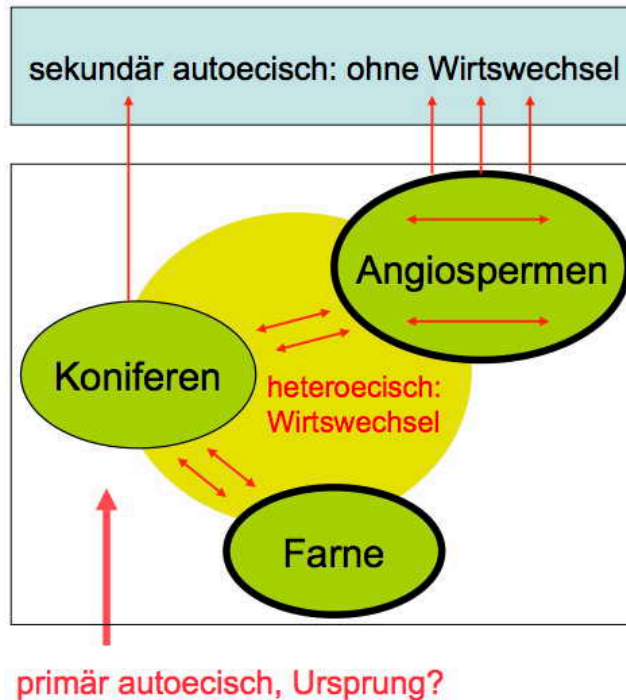 sekundär autoecisch: ohne Wirtswechsel
Angiospermen
Koniferen
heteroecisch:
Wirtswechsel
Farne
primär autoecisch, Ursprung?